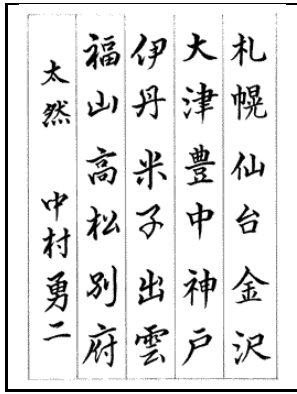 札幌仙台金沢
大津豊中神戸
伊丹米子出雲
福山高松別府
太然 中村勇二